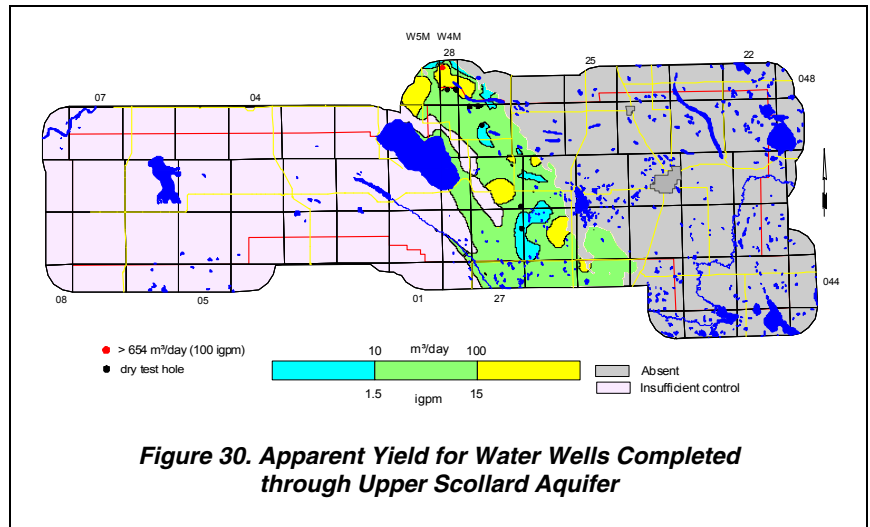 W5M W4M
28
25
22
048
07
04
044
08
05
01
27
> 654 m³/day (100 igpm)
dry test hole
10 m³/day 100
1.5 igpm 15
Absent
Insufficient control
Figure 30. Apparent Yield for Water Wells Completed
through Upper Scollard Aquifer